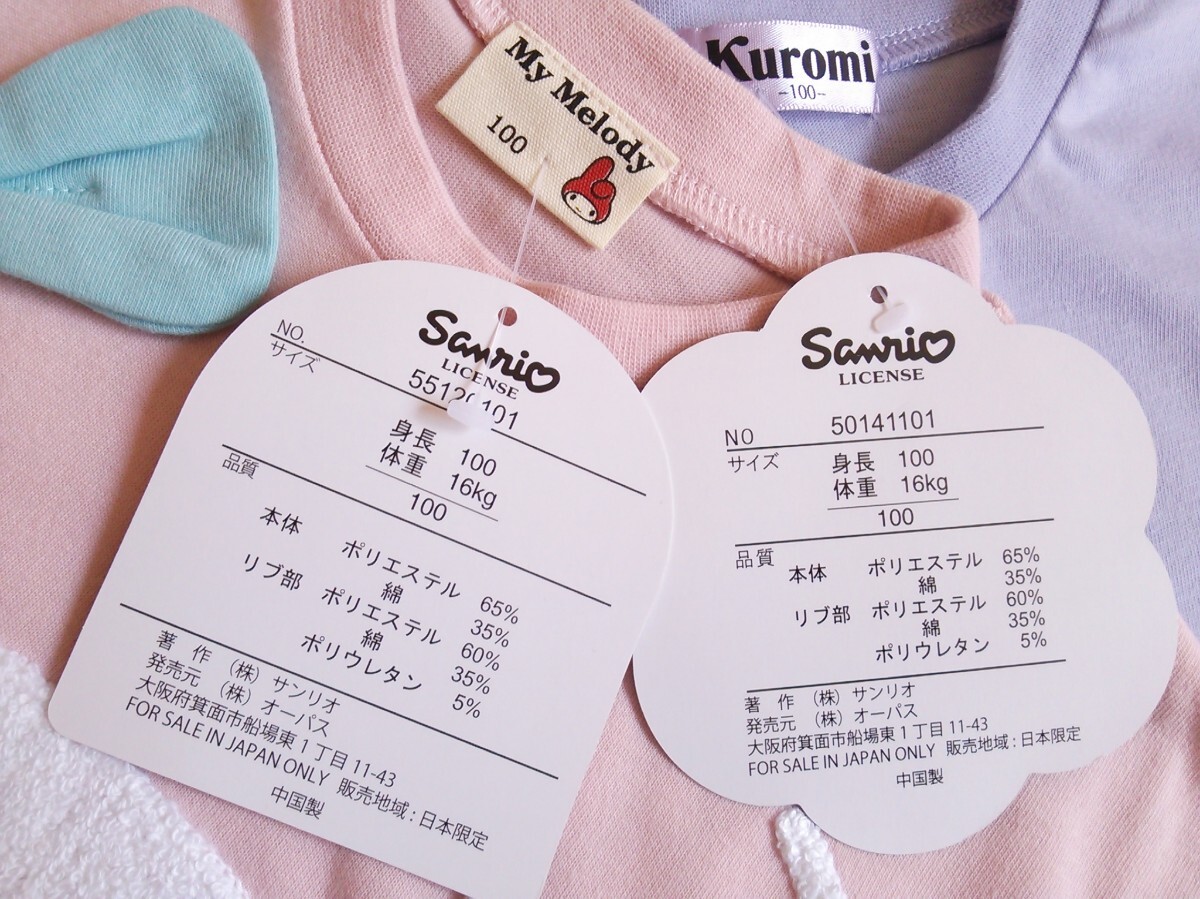 My Melody
100
Kuromi
-100-
Sanrio
LICENSE
NO.
サイズ 身長 100
体重 16kg
100
品質
本体 ポリエステル 65%
綿 35%
リブ部 ポリエステル 60%
綿 35%
ポリウレタン 5%
著 作 (株) サンリオ
発売元 (株) オーパス
大阪府箕面市船場東1丁目11-43
FOR SALE IN JAPAN ONLY 販売地域:日本限定
中国製
Sanrio
LICENSE
NO 50141101
サイズ 身長 100
体重 16kg
100
品質
本体 ポリエステル 65%
綿 35%
リブ部 ポリエステル 60%
綿 35%
ポリウレタン 5%
著 作 (株) サンリオ
発売元 (株) オーパス
大阪府箕面市船場東1丁目11-43
FOR SALE IN JAPAN ONLY 販売地域:日本限定
中国製